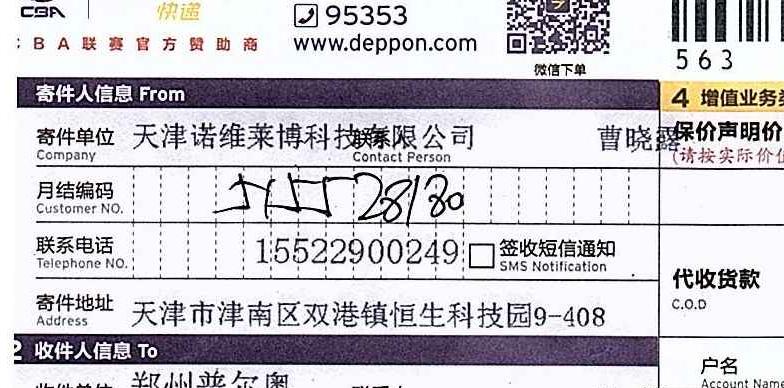 CBA 快递 95353
CBA联赛官方赞助商 www.deppon.com
微信下单
563
寄件人信息 From
4 增值业务
寄件单位 天津诺维莱博科技有限公司 联系人 曹晓露 保价声明价
Company Contact Person (请按实际价值
月结编码
Customer NO.
联系电话 15522900249 签收短信通知
Telephone NO. SMS Notification
代收货款
C.O.D
寄件地址 天津市津南区双港镇恒生科技园9-408
Address
2 收件人信息 To
郑州普尔奥
户名
Account Name